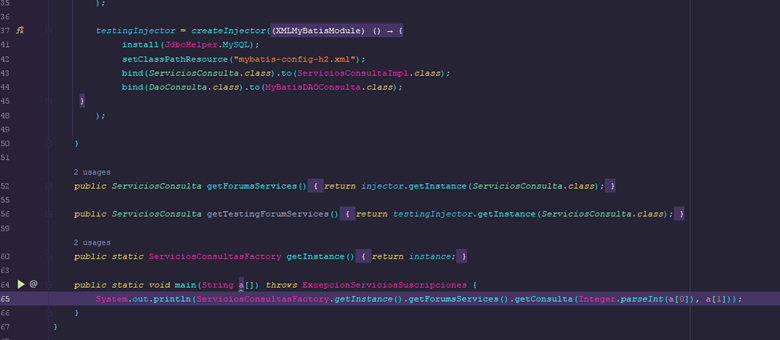 35 );
36
37 testingInjector = createInjector((XMLMyBatisModule) () → {
41 install(JdbcHelper.MySQL);
42 setClassPathResource("mybatis-config-h2.xml");
43 bind(ServiciosConsulta.class).to(ServiciosConsultaImpl.class);
44 bind(DaoConsulta.class).to(MyBatisDAOConsulta.class);
45 }
48 );
49
50 }
51
2 usages
52 public ServiciosConsulta getForumsServices() { return injector.getInstance(ServiciosConsulta.class); }
55
56 public ServiciosConsulta getTestingForumServices() { return testingInjector.getInstance(ServiciosConsulta.class); }
59
2 usages
60 public static ServiciosConsultasFactory getInstance() { return instance; }
63
64 @ public static void main(String a[]) throws ExcepcionServiciosSuscripciones {
65 System.out.println(ServiciosConsultasFactory.getInstance().getForumsServices().getConsulta(Integer.parseInt(a[0]), a[1]));
66 }
67 }